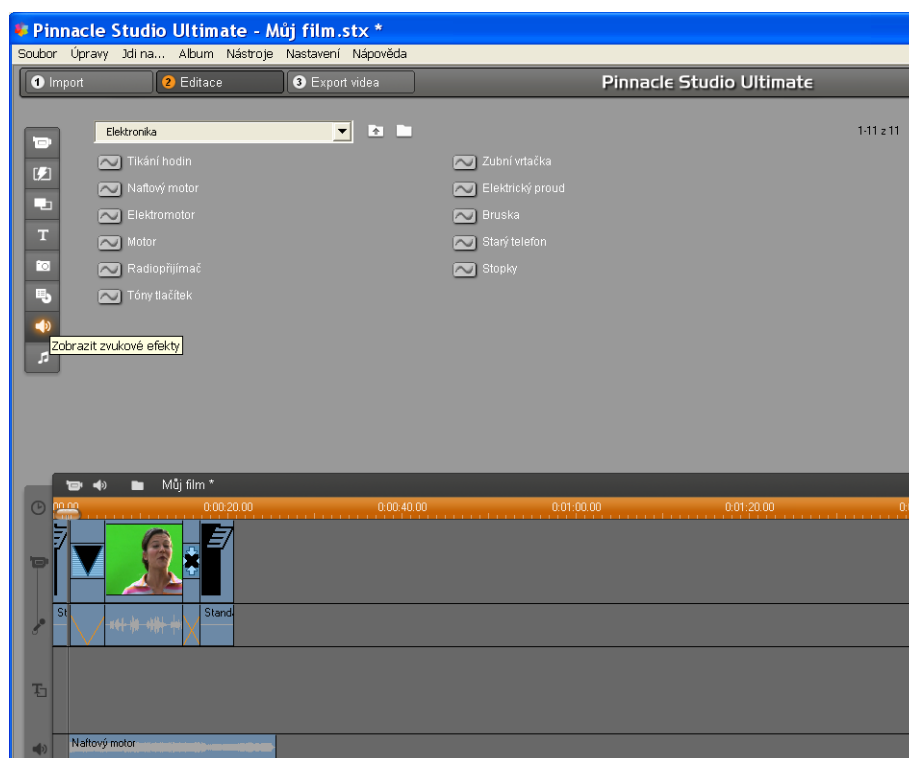 Pinnacle Studio Ultimate - Můj film.stx *
Soubor Úpravy Jdi na... Album Nástroje Nastavení Nápověda
1 Import 2 Editace 3 Export videa Pinnacle Studio Ultimate
Elektronika 1-11 z 11
Tikání hodin Zubní vrtačka
Naftový motor Elektrický proud
Elektromotor Bruska
Motor Starý telefon
Radiopřijímač Stopky
Tóny tlačítek
T
Zobrazit zvukové efekty
Můj film *
0:00:20.00 0:00:40.00 0:01:00.00 0:01:20.00
St Stand
Naftový motor